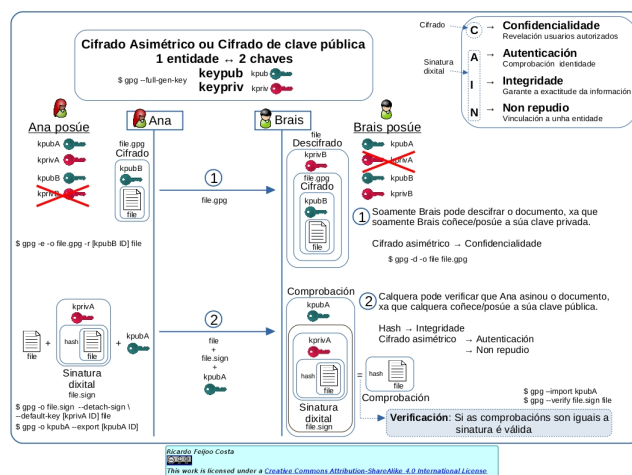 Cifrado Asimétrico ou Cifrado de clave pública
1 entidade ↔ 2 chaves
$ gpg --full-gen-key
keypub kpub
keypriv kpriv
Cifrado
Sinatura
dixital
C → Confidencialidade
Revelación usuarios autorizados
A → Autenticación
Comprobación identidade
I → Integridade
Garante a exactitude da información
N → Non repudio
Vinculación a unha entidade
Ana posúe
kpubA
kprivA
kpubB
kprivB
Ana
file.gpg
Cifrado
kpubB
file
1
file.gpg
Brais
file
Descifrado
kprivB
file.gpg
Cifrado
kpubB
file
Brais posúe
kpubA
kprivA
kpubB
kprivB
$ gpg -e -o file.gpg -r [kpubB ID] file
1 Soamente Brais pode descifrar o documento, xa que
soamente Brais coñece/posúe a súa clave privada.
Cifrado asimétrico → Confidencialidade
$ gpg -d -o file file.gpg
file
+
kprivA
hash
file
+
kpubA
Sinatura
dixital
file.sign
$ gpg -o file.sign --detach-sign \
--default-key [kprivA ID] file
$ gpg -o kpubA --export [kpubA ID]
2
file
+
file.sign
+
kpubA
Comprobación
kpubA
kprivA
hash
file
Sinatura
dixital
file.sign
=
hash
file
Comprobación
2 Calquera pode verificar que Ana asinou o documento,
xa que calquera coñece/posúe a súa clave pública.
Hash → Integridade
Cifrado asimétrico → Autenticación
→ Non repudio
$ gpg --import kpubA
$ gpg --verify file.sign file
Verificación: Si as comprobacións son iguais a
sinatura é válida
Ricardo Feijoo Costa
This work is licensed under a Creative Commons Attribution-ShareAlike 4.0 International License